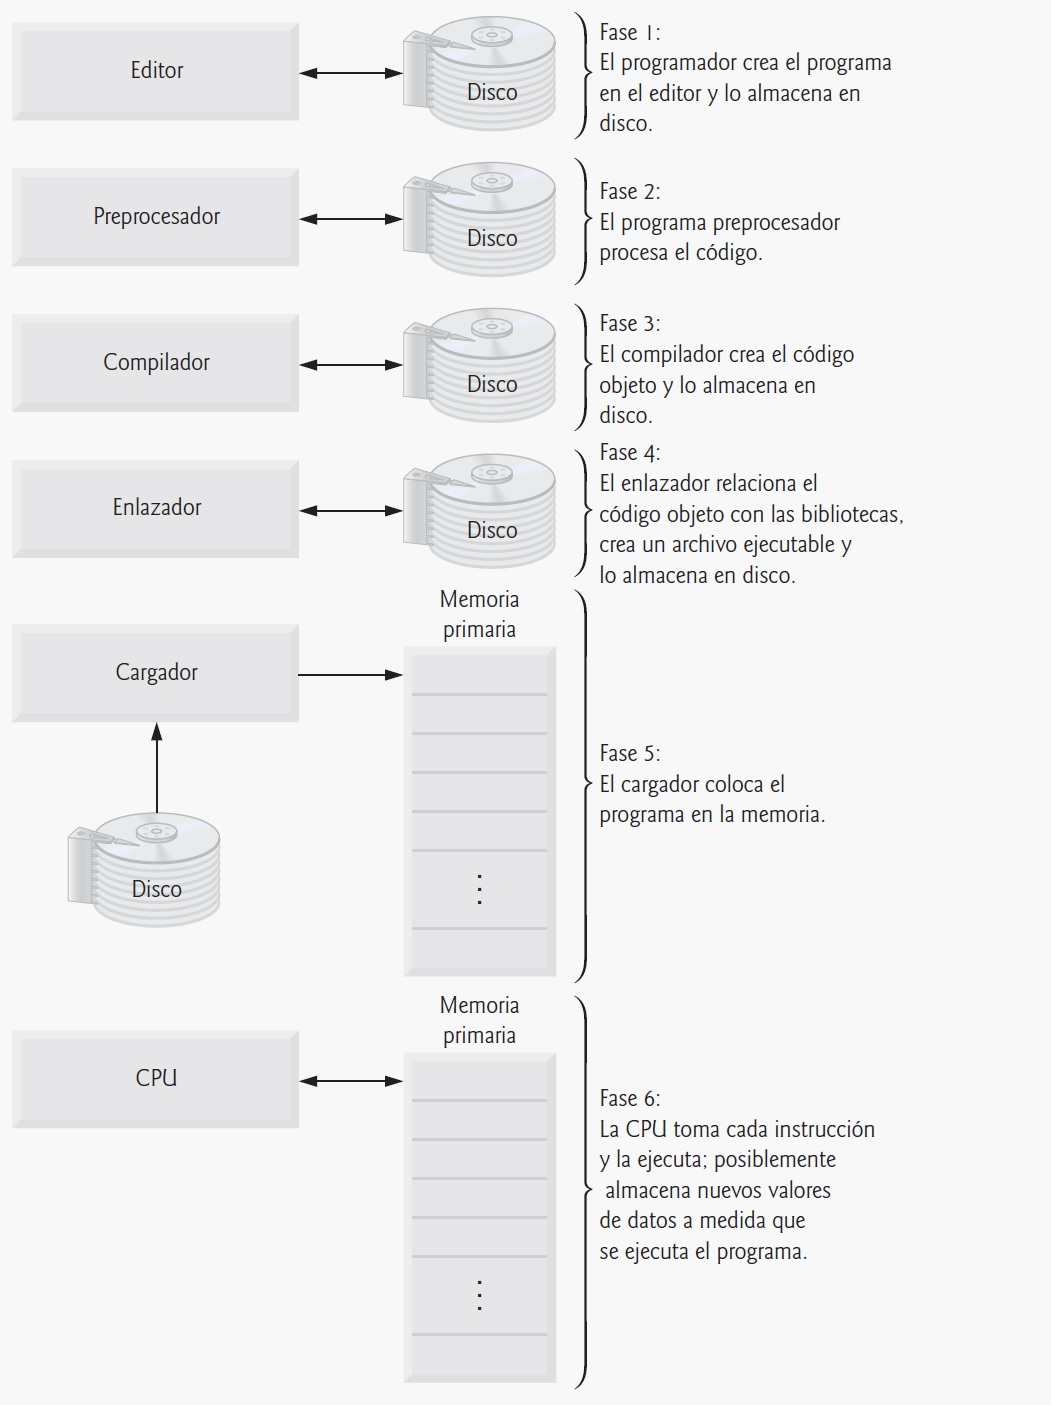 Editor
Disco
Fase 1:
El programador crea el programa
en el editor y lo almacena en
disco.
Preprocesador
Disco
Fase 2:
El programa preprocesador
procesa el código.
Compilador
Disco
Fase 3:
El compilador crea el código
objeto y lo almacena en
disco.
Enlazador
Disco
Fase 4:
El enlazador relaciona el
código objeto con las bibliotecas,
crea un archivo ejecutable y
lo almacena en disco.
Memoria
primaria
Cargador
Disco
Fase 5:
El cargador coloca el
programa en la memoria.
Memoria
primaria
CPU
Fase 6:
La CPU toma cada instrucción
y la ejecuta; posiblemente
almacena nuevos valores
de datos a medida que
se ejecuta el programa.